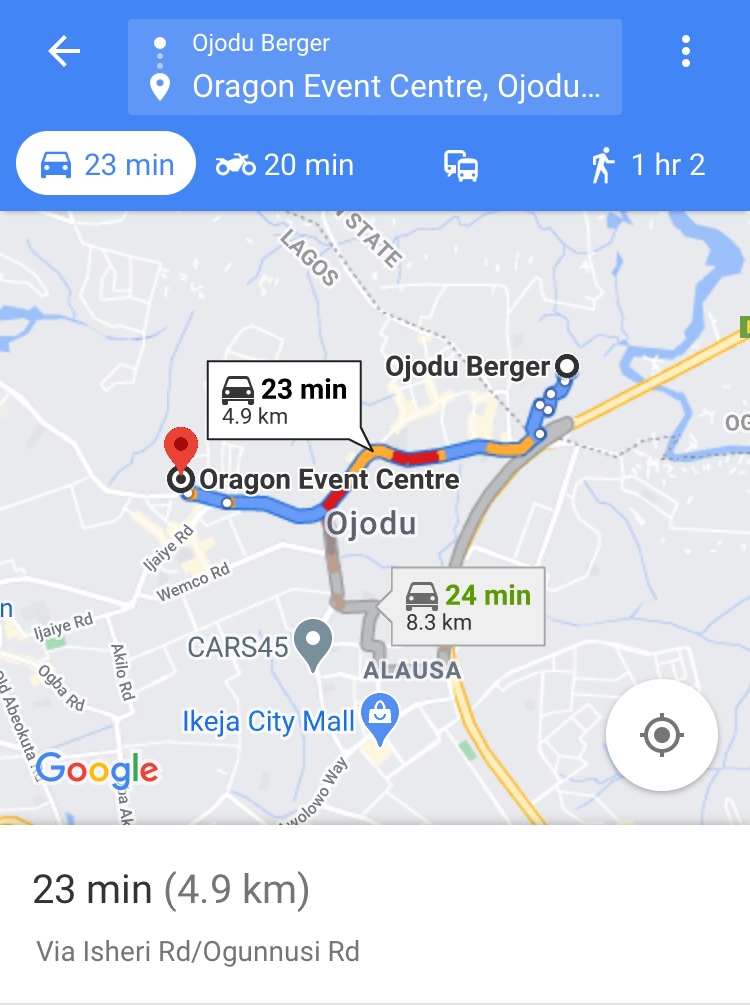 Ojodu Berger
Oragon Event Centre, Ojodu...
23 min
20 min
1 hr 2
STATE
LAGOS
Ojodu Berger
23 min
4.9 km
OG
Oragon Event Centre
Ojodu
Ijaiye Rd
Wemco Rd
24 min
8.3 km
n
Ijaiye Rd
CARS45
Akilo Rd
ALAUSA
Ogba Rd
Old Abeokuta Rd
Ikeja City Mall
Google
ba Ak
Awolowo Way
23 min (4.9 km)
Via Isheri Rd/Ogunnusi Rd